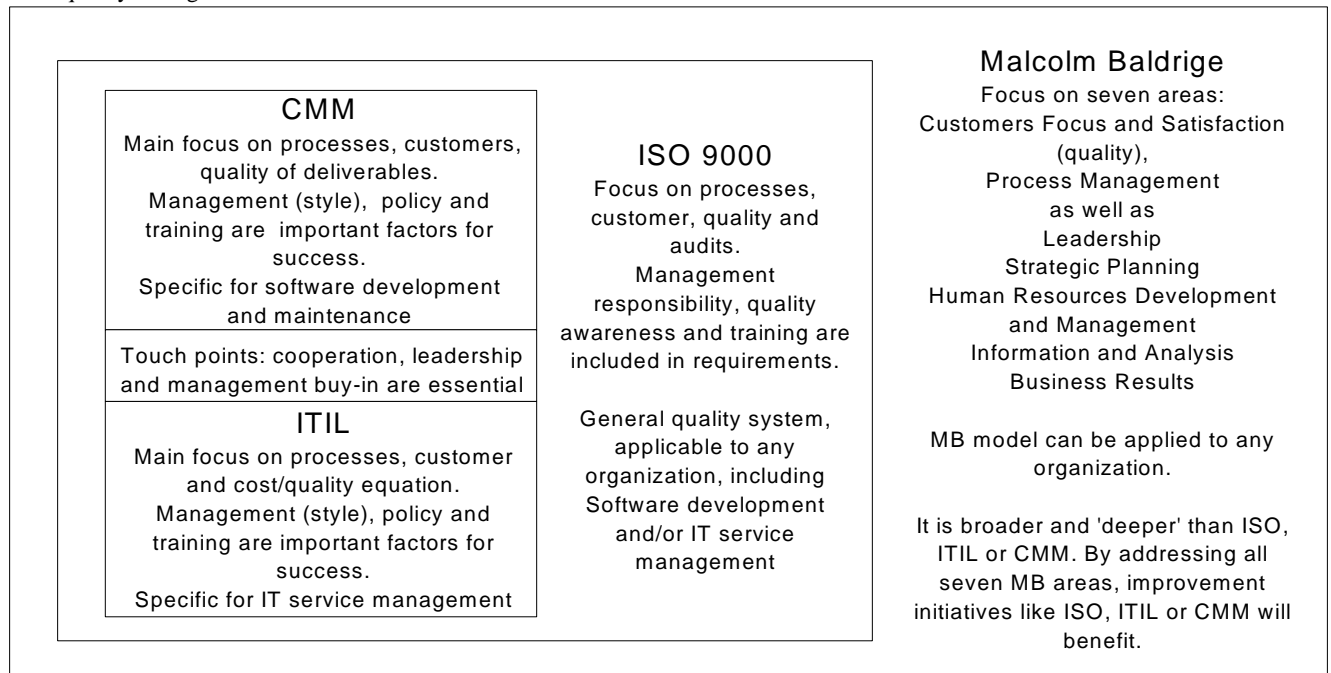 CMM
Main focus on processes, customers,
quality of deliverables.
Management (style), policy and
training are important factors for
success.
Specific for software development
and maintenance
Touch points: cooperation, leadership
and management buy-in are essential
ITIL
Main focus on processes, customer
and cost/quality equation.
Management (style), policy and
training are important factors for
success.
Specific for IT service management
ISO 9000
Focus on processes,
customer, quality and
audits.
Management
responsibility, quality
awareness and training are
included in requirements.
General quality system,
applicable to any
organization, including
Software development
and/or IT service
management
Malcolm Baldrige
Focus on seven areas:
Customers Focus and Satisfaction
(quality),
Process Management
as well as
Leadership
Strategic Planning
Human Resources Development
and Management
Information and Analysis
Business Results
MB model can be applied to any
organization.
It is broader and 'deeper' than ISO,
ITIL or CMM. By addressing all
seven MB areas, improvement
initiatives like ISO, ITIL or CMM will
benefit.